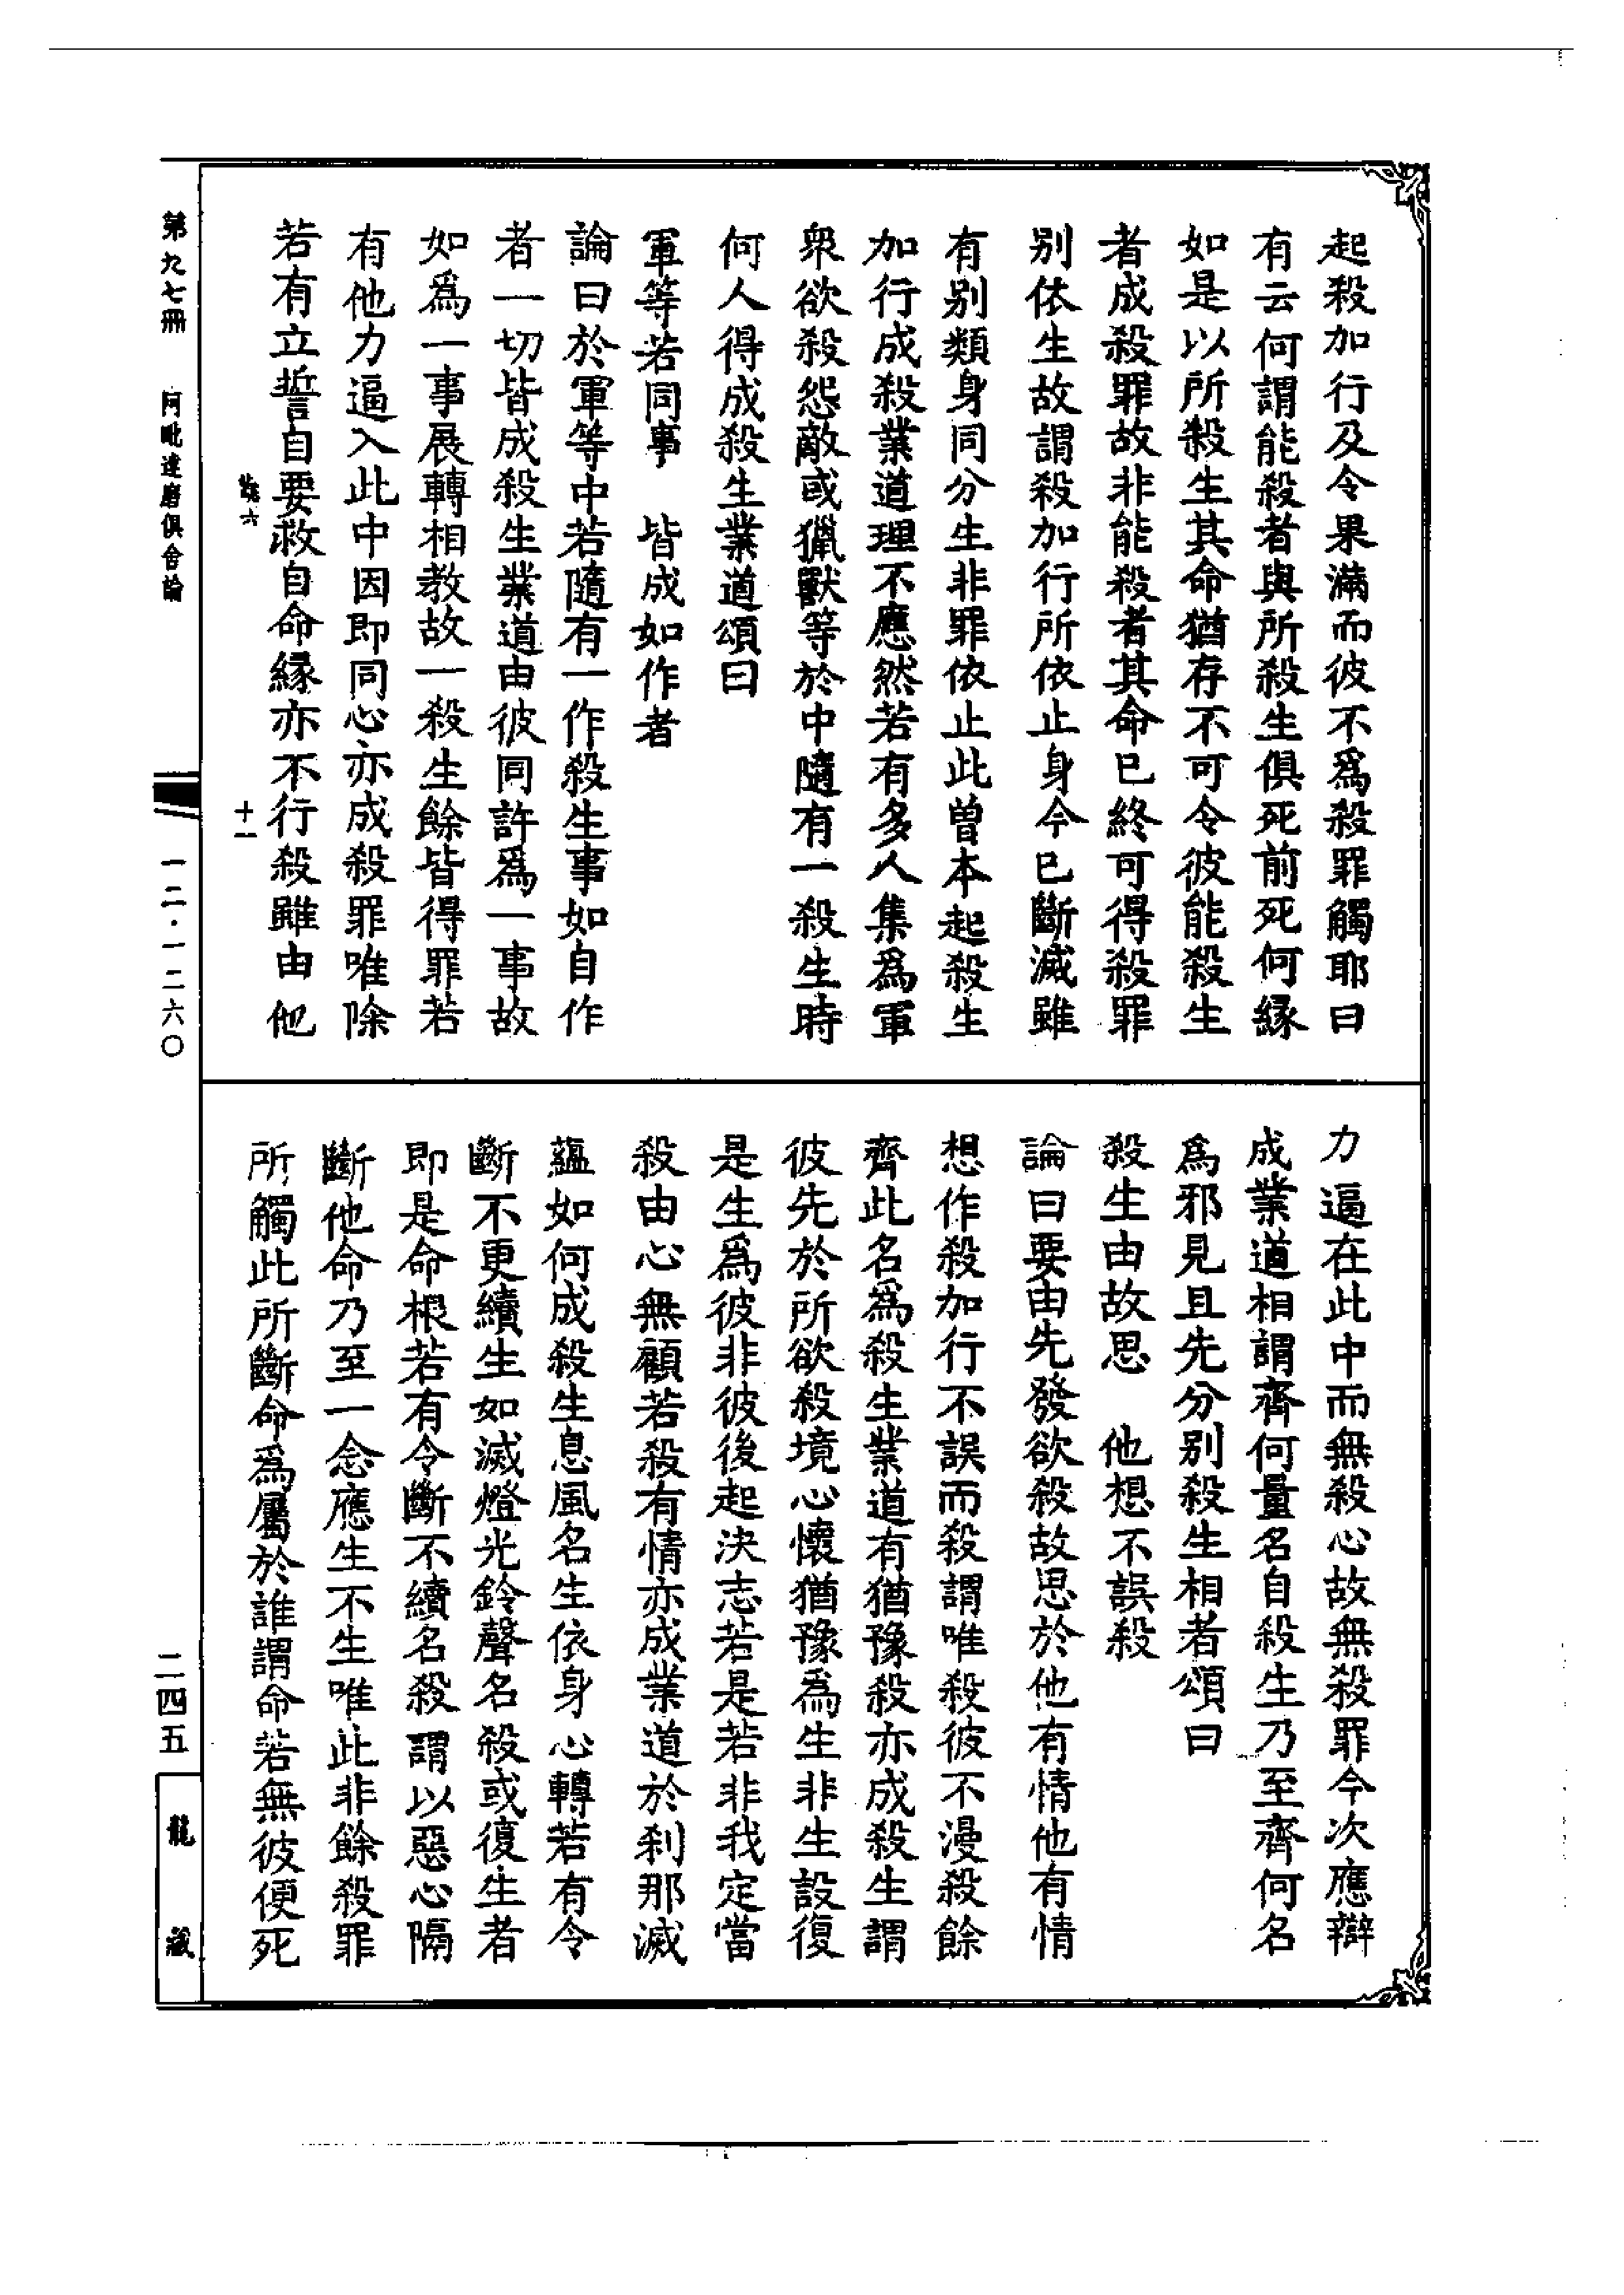 起殺加行及令果滿而彼不爲殺罪觸耶曰
有云何謂能殺者與所殺生俱死前死何緣
如是以所殺生其命猶存不可令彼能殺生
者成殺罪故非能殺者其命已終可得殺罪
別依生故謂殺加行所依止身今已斷滅雖
有別類身同分生非罪依止此曾本起殺生
加行成殺業道理不應然若有多人集爲軍
衆欲殺怨敵或獵獸等於中隨有一殺生時
何人得成殺生業道頌曰
軍等若同事　皆成如作者
論曰於軍等中若隨有一作殺生事如自作
者一切皆成殺生業道由彼同許爲一事故
如爲一事展轉相教故一殺生餘皆得罪若
有他力逼入此中因即同心亦成殺罪唯除
若有立誓自要救自命緣亦不行殺雖由他
六
十一
力逼在此中而無殺心故無殺罪今次應辯
成業道相謂齊何量名自殺生乃至齊何名
爲邪見且先分別殺生相者頌曰
殺生由故思　他想不誤殺
論曰要由先發欲殺故思於他有情他有情
想作殺加行不誤而殺謂唯殺彼不漫殺餘
齊此名爲殺生業道有猶豫殺亦成殺生謂
彼先於所欲殺境心懷猶豫爲生非生設復
是生爲彼非彼後起決志若是若非我定當
殺由心無顧若殺有情亦成業道於刹那滅
蘊如何成殺生息風名生依身心轉若有令
斷不更續生如滅燈光鈴聲名殺或復生者
即是命根若有令斷不續名殺謂以惡心隔
斷他命乃至一念應生不生唯此非餘殺罪
所觸此所斷命爲屬於誰謂命若無彼便死
第九七冊　阿毗達磨俱舍論
一二·一二六〇
二四五
龍藏